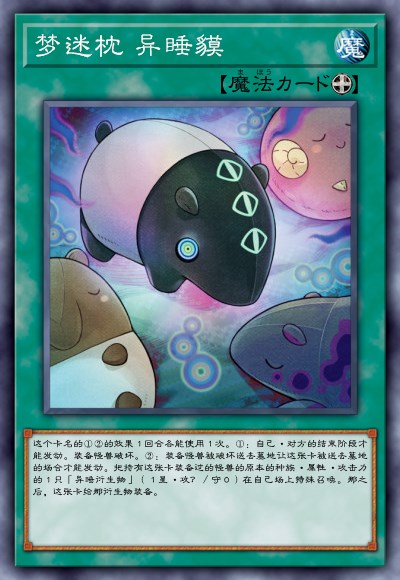 梦迷枕 异睡貘
魔
【魔法カード】
まほう
这个卡名的①②的效果1回合各能使用1次。①:自己·对方的结束阶段才
能发动。装备怪兽破坏。②:装备怪兽被破坏送去墓地让这张卡被送去墓地
的场合才能发动。把持有这张卡装备过的怪兽的原本的种族·属性·攻击力
的1只「异睡衍生物」(1星·攻?/守0)在自己场上特殊召唤。那之
后,这张卡给那衍生物装备。